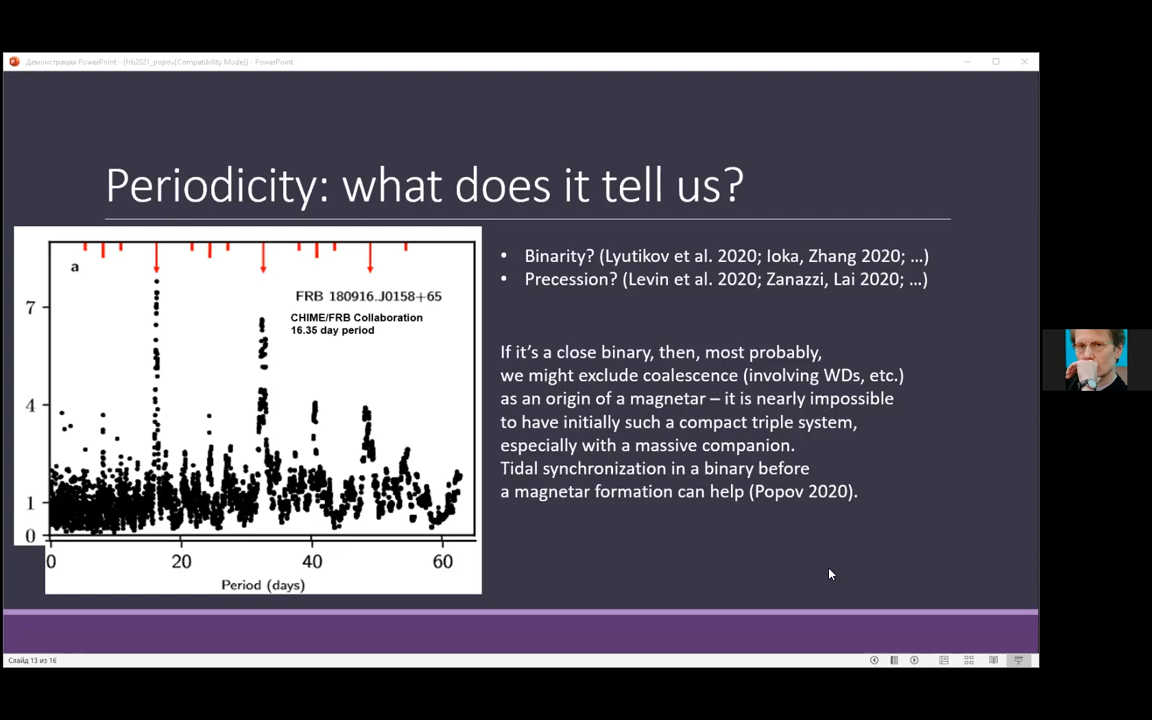 Демонстрация PowerPoint - [frb2021_popov[Compatibility Mode]] - PowerPoint
Periodicity: what does it tell us?
a
FRB 180916.J0158+65
CHIME/FRB Collaboration
16.35 day period
7
4
1
0
0 20 40 60
Period (days)
• Binarity? (Lyutikov et al. 2020; Ioka, Zhang 2020; …)
• Precession? (Levin et al. 2020; Zanazzi, Lai 2020; …)
If it’s a close binary, then, most probably,
we might exclude coalescence (involving WDs, etc.)
as an origin of a magnetar – it is nearly impossible
to have initially such a compact triple system,
especially with a massive companion.
Tidal synchronization in a binary before
a magnetar formation can help (Popov 2020).
Слайд 13 из 16